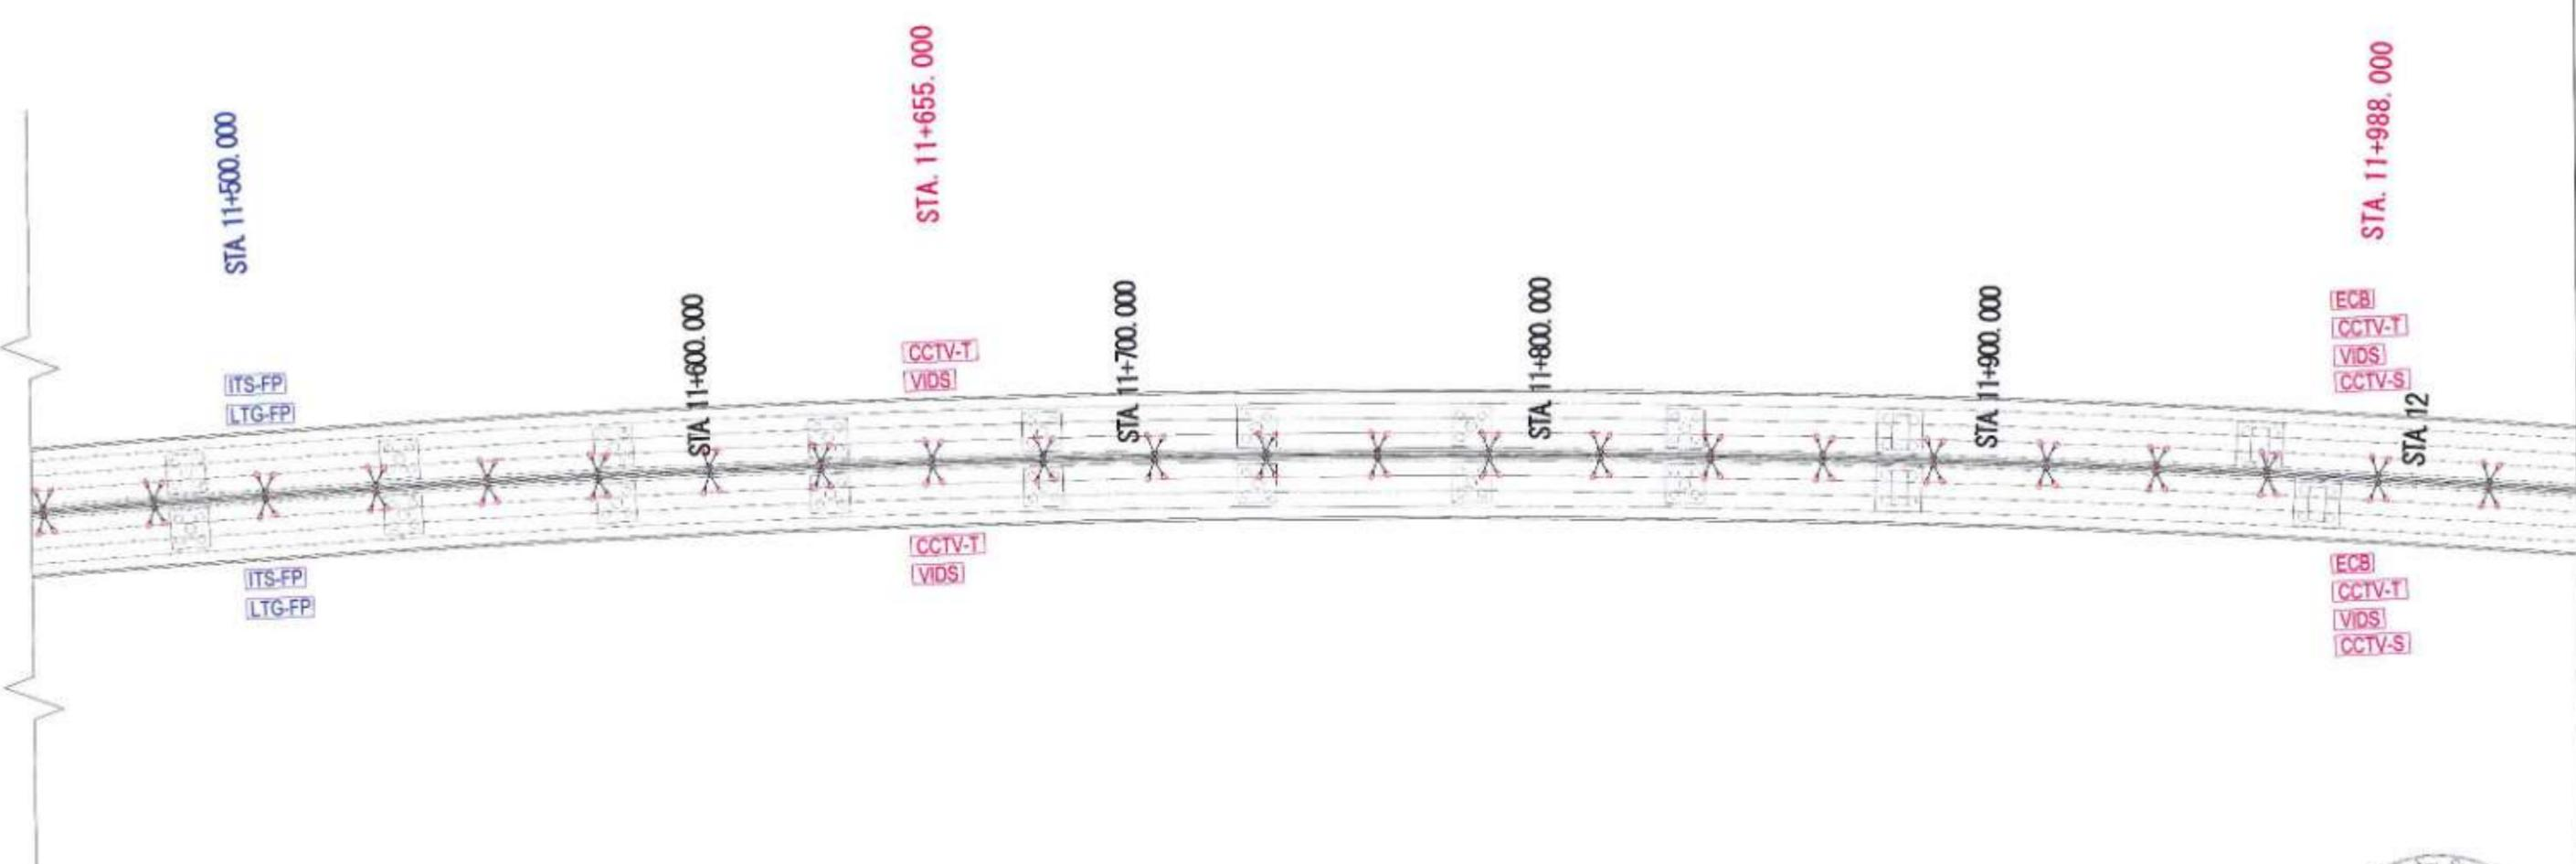 STA. 11+500.000
STA. 11+655.000
STA. 11+988.000
STA. 11+600.000
STA. 11+700.000
STA. 11+800.000
STA. 11+900.000
STA. 12
ITS-FP
LTG-FP
CCTV-T
VIDS
ECB
CCTV-T
VIDS
CCTV-S
ITS-FP
LTG-FP
CCTV-T
VIDS
ECB
CCTV-T
VIDS
CCTV-S